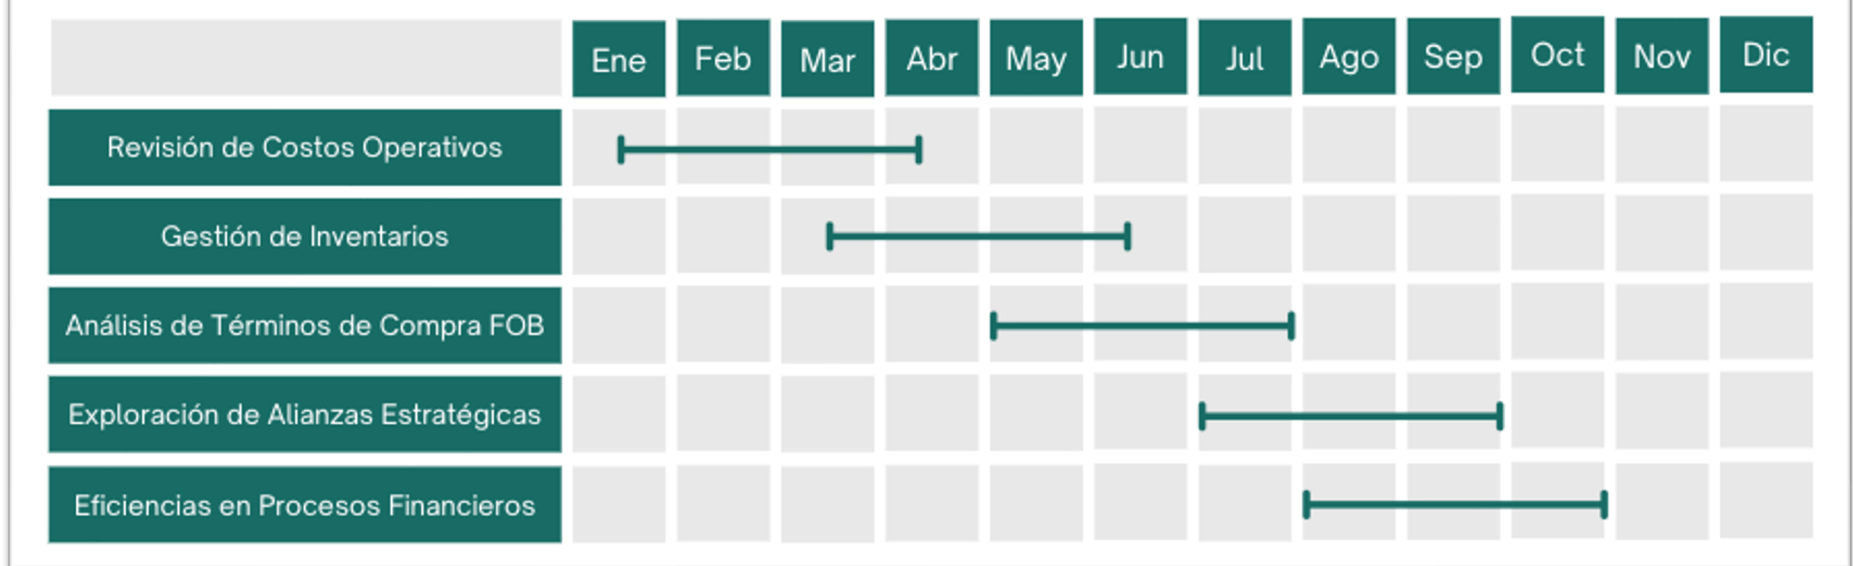 Ene Feb Mar Abr May Jun Jul Ago Sep Oct Nov Dic
Revisión de Costos Operativos
Gestión de Inventarios
Análisis de Términos de Compra FOB
Exploración de Alianzas Estratégicas
Eficiencias en Procesos Financieros